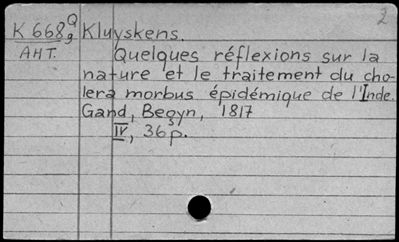 2
K 668 Q Kluyskens.
AHT. Quelques réflexions sur la
nature et le traitement du cho-
lera morbus épidémique de l'Inde.
Gand, Begyn, 1817
IV, 36 p.